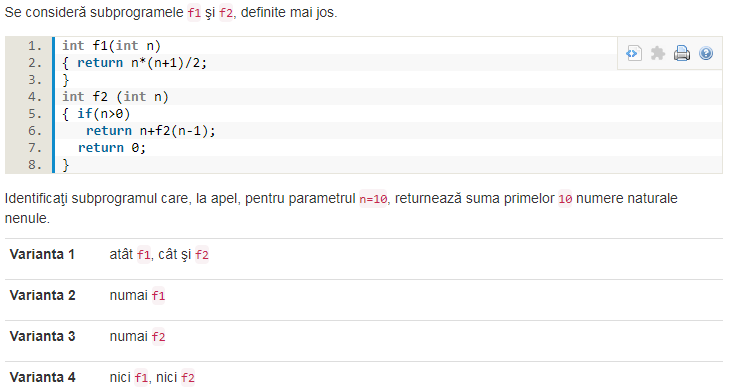 Se consideră subprogramele f1 şi f2, definite mai jos.
1. int f1(int n)
2. { return n*(n+1)/2;
3. }
4. int f2 (int n)
5. { if(n>0)
6. return n+f2(n-1);
7. return 0;
8. }
Identificaţi subprogramul care, la apel, pentru parametrul n=10, returnează suma primelor 10 numere naturale
nenule.
Varianta 1 atât f1, cât şi f2
Varianta 2 numai f1
Varianta 3 numai f2
Varianta 4 nici f1, nici f2